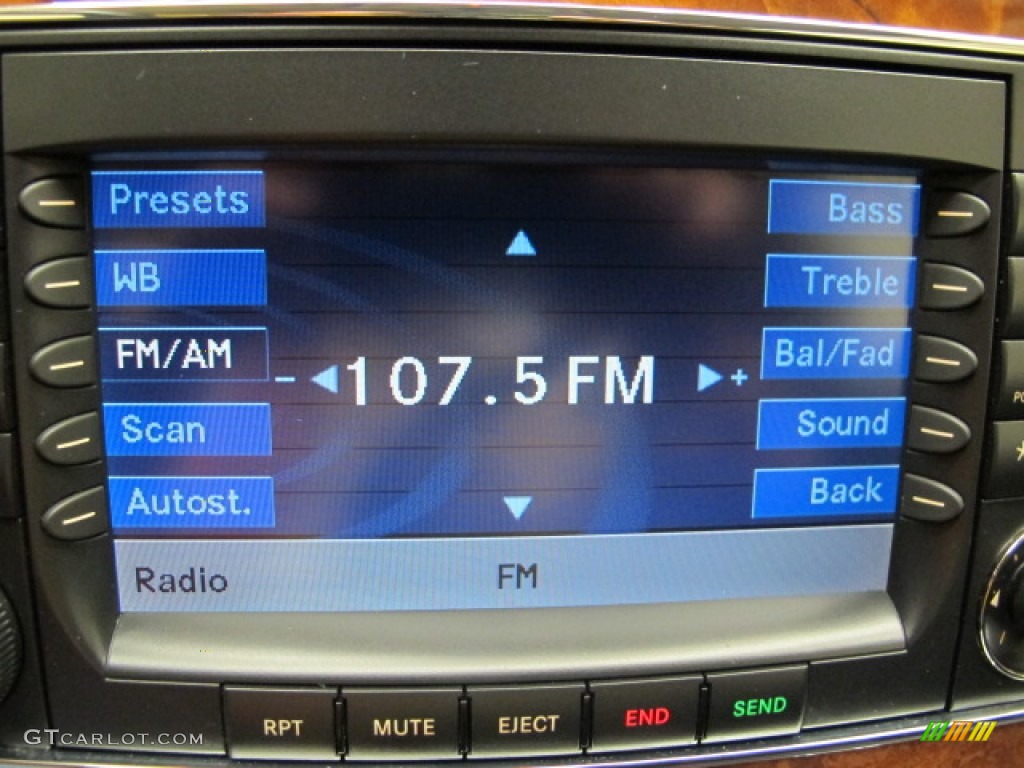 Presets
Bass
WB
Treble
FM/AM
Bal/Fad
- 107.5 FM +
Scan
Sound
Autost.
Back
Radio
FM
RPT
MUTE
EJECT
END
SEND
GTCARLOT.COM